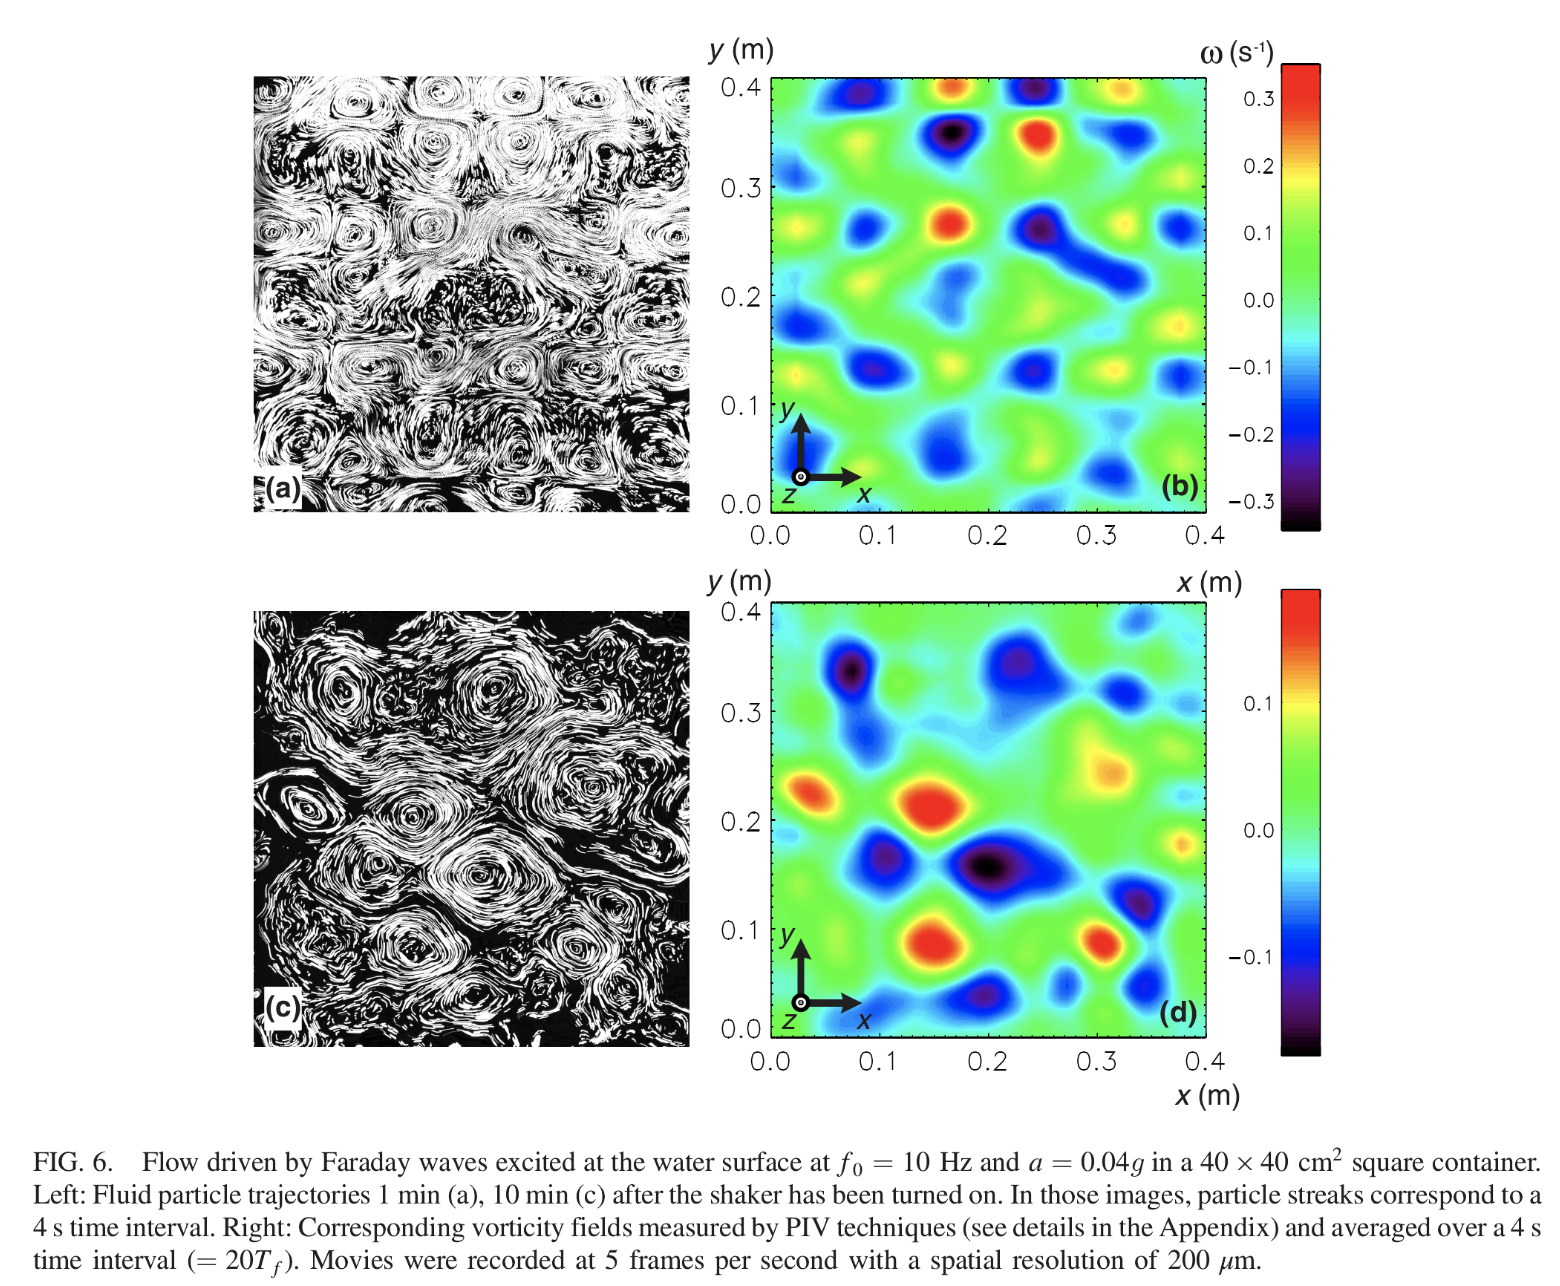 y (m)
ω (s-1)
0.4
0.3
0.2
0.1
0.0
y
z
x
(a)
(b)
0.0
0.1
0.2
0.3
0.4
0.3
0.2
0.1
0.0
−0.1
−0.2
−0.3
y (m)
x (m)
0.4
0.3
0.2
0.1
0.0
y
z
x
(c)
(d)
0.0
0.1
0.2
0.3
0.4
x (m)
0.1
0.0
−0.1
FIG. 6. Flow driven by Faraday waves excited at the water surface at f0 = 10 Hz and a = 0.04g in a 40 × 40 cm2 square container.
Left: Fluid particle trajectories 1 min (a), 10 min (c) after the shaker has been turned on. In those images, particle streaks correspond to a
4 s time interval. Right: Corresponding vorticity fields measured by PIV techniques (see details in the Appendix) and averaged over a 4 s
time interval (= 20Tf). Movies were recorded at 5 frames per second with a spatial resolution of 200 μm.